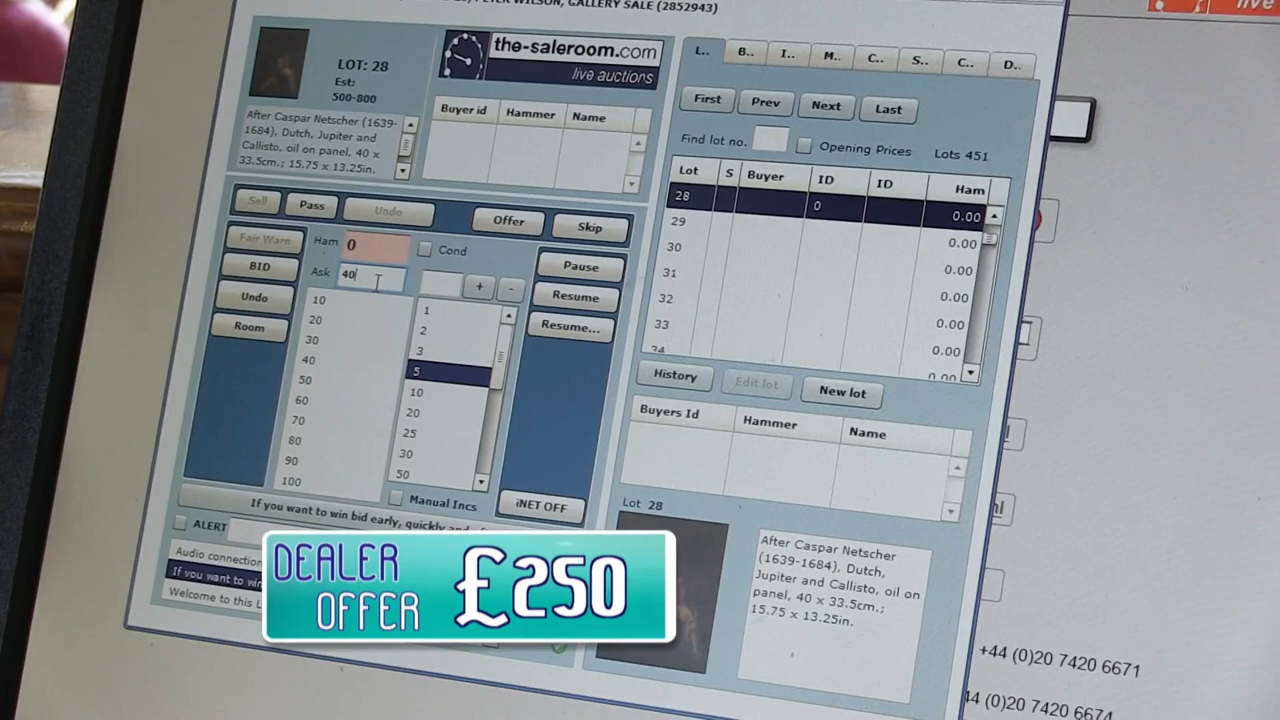 WILSON, GALLERY SALE (2852943)
live
LOT: 28
Est:
500-800
After Caspar Netscher (1639-
1684), Dutch, Jupiter and
Callisto, oil on panel, 40 x
33.5cm.; 15.75 x 13.25in.
the-saleroom.com
live auctions
Buyer id Hammer Name
L.. B.. I.. M.. C.. S.. C.. D..
First Prev Next Last
Find lot no. Opening Prices Lots 451
Lot S Buyer ID ID Ham
28 0 0.00
29 0.00
30 0.00
31 0.00
32 0.00
33 0.00
34 0.00
Sell Pass Undo Offer Skip
Fair Warn Ham 0 Cond Pause
BID Ask 40 + - Resume
Undo Resume...
Room
10
20
30
40
50
60
70
80
90
100
1
2
3
5
10
20
25
30
50
Manual Incs iNET OFF
History Edit lot New lot
Buyers Id Hammer Name
If you want to win bid early, quickly and
ALERT
Audio connection
If you want to win
Welcome to this L
Lot 28
After Caspar Netscher
(1639-1684), Dutch,
Jupiter and Callisto, oil on
panel, 40 x 33.5cm.;
15.75 x 13.25in.
DEALER
OFFER
£250
+44 (0)20 7420 6671
44 (0)20 7420 6674